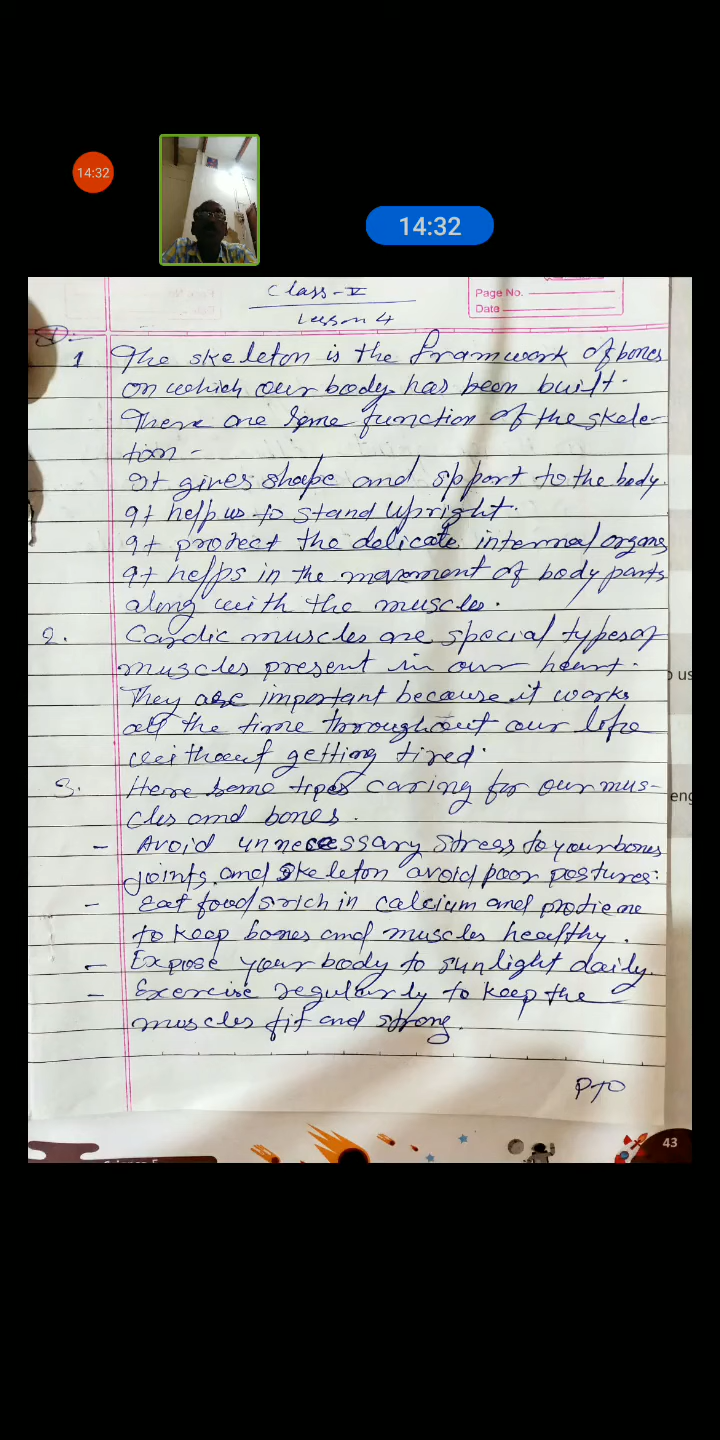 14:32
14:32
Class-V
Lesson 4
Page No.
Date
D:-
1 The skeleton is the framwork of bones
on which our body has been built.
There are some function of the skele-
tion -
It gives shape and spport to the body.
It help us to stand upright.
It protect the delicate internal organs
It helps in the movement of body parts
along with the muscles.
2. Cardic muscles are special types of
muscles present in our heart.
They are important because it works
all the time throughout our life
without getting tired.
3. Here some tipes caring for our mus-
cles and bones.
- Avoid unnecessary stress to your bones
joints, and skeleton avoid poor postures.
- Eat foods rich in calcium and protiene
to keep bones and muscles healthy.
- Expose your body to sunlight daily.
- Exercise regularly to keep the
muscles fit and strong.
PTO
43